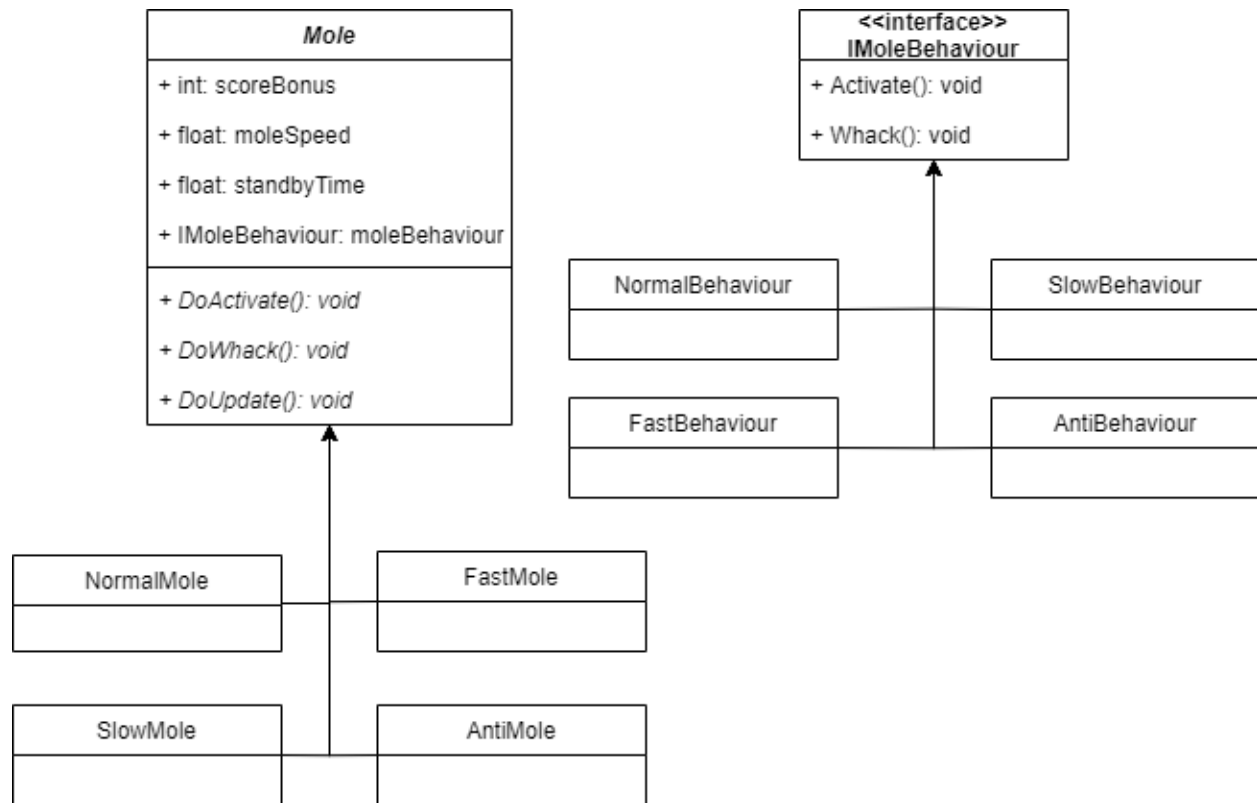 Mole
+ int: scoreBonus
+ float: moleSpeed
+ float: standbyTime
+ IMoleBehaviour: moleBehaviour
+ DoActivate(): void
+ DoWhack(): void
+ DoUpdate(): void
<<interface>>
IMoleBehaviour
+ Activate(): void
+ Whack(): void
NormalBehaviour
SlowBehaviour
FastBehaviour
AntiBehaviour
NormalMole
FastMole
SlowMole
AntiMole